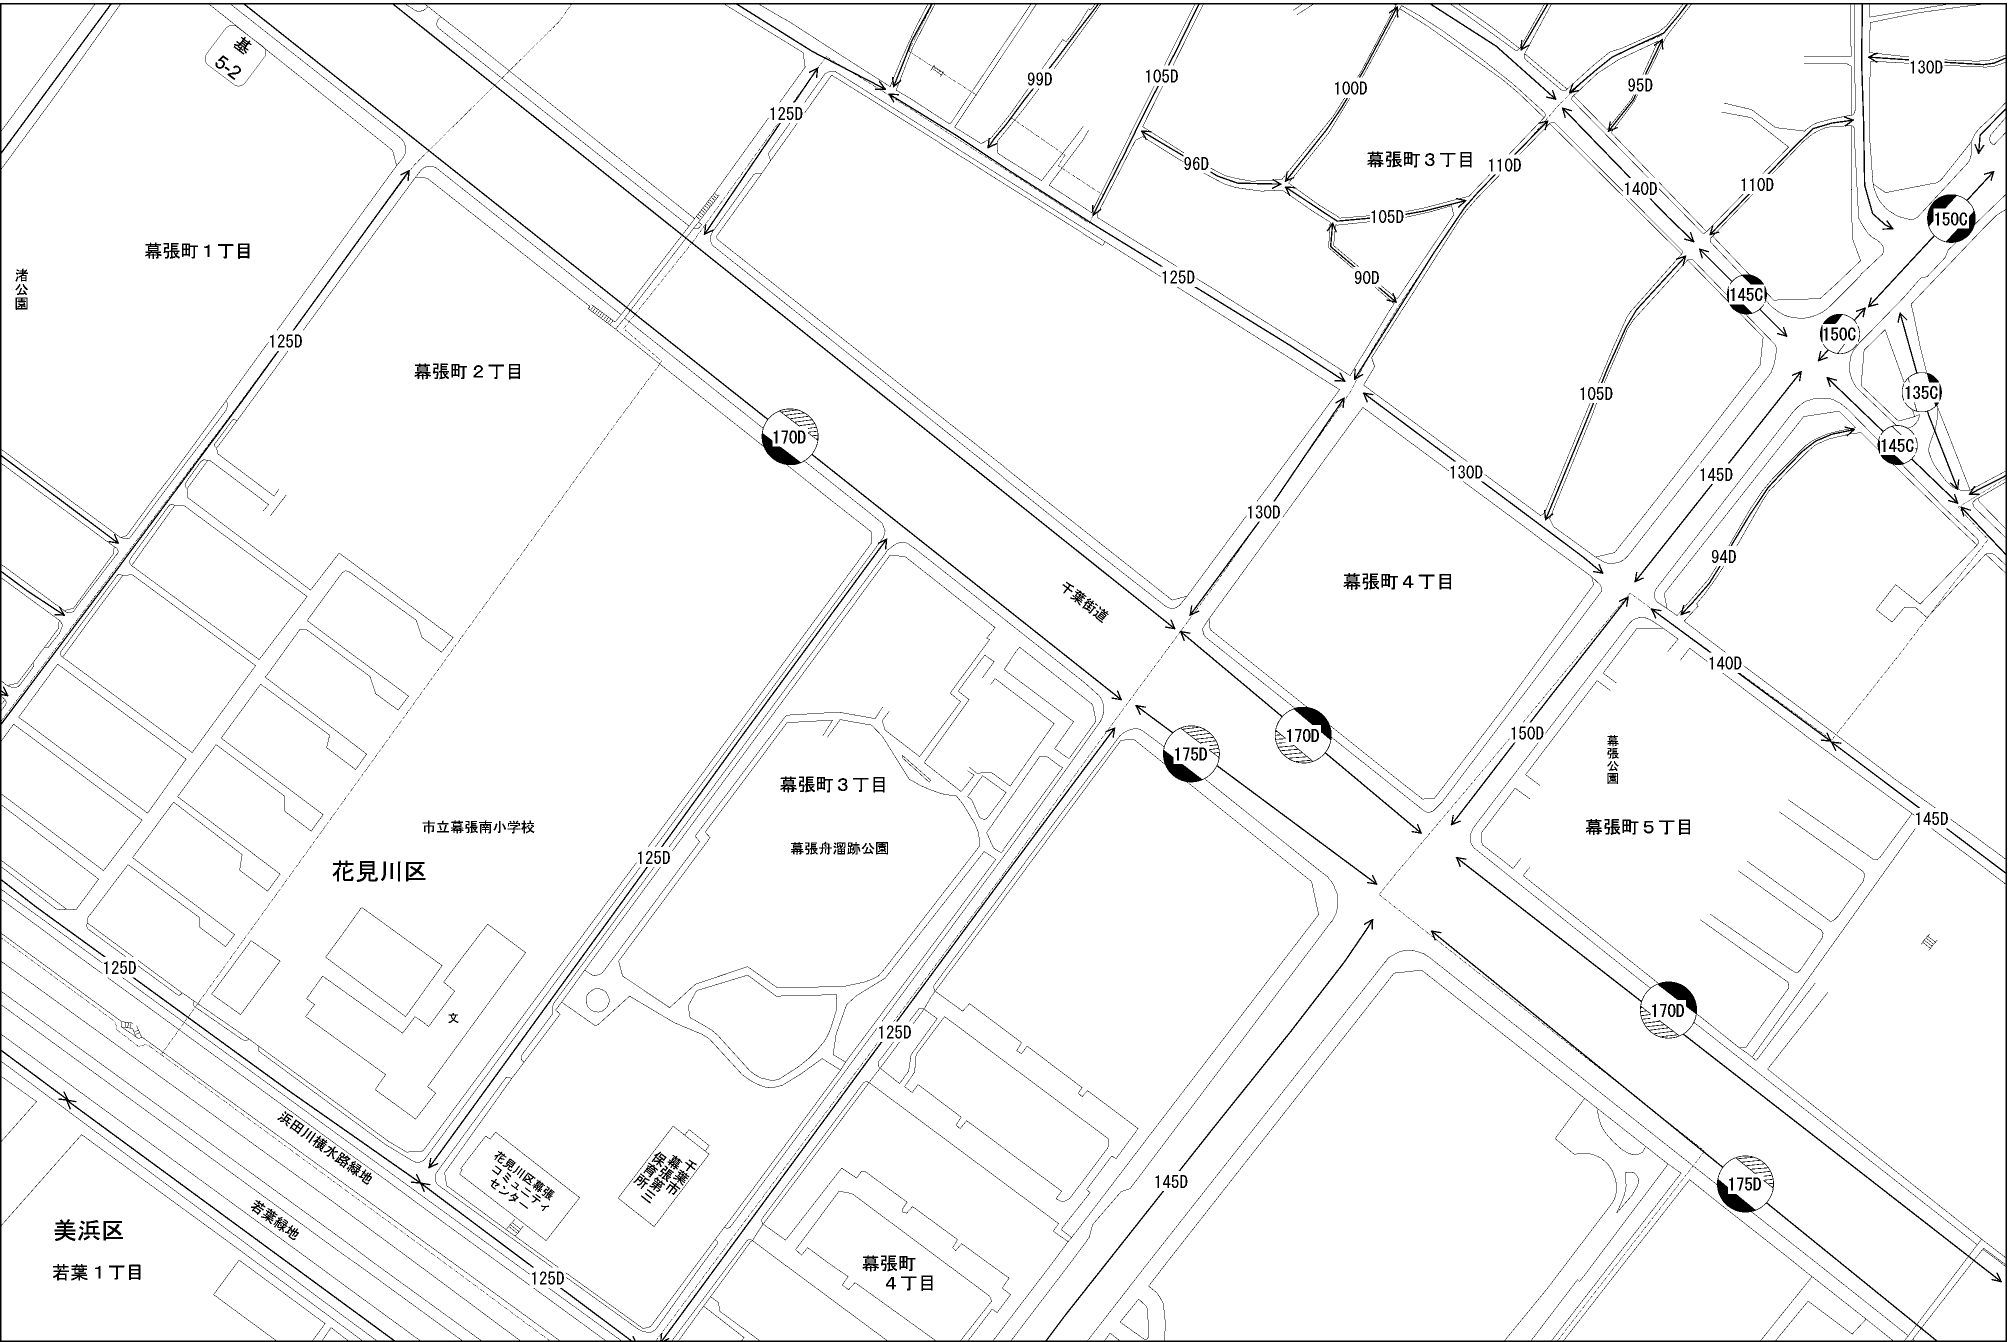 基
5-2
99D
105D
100D
95D
130D
125D
96D
幕張町３丁目
110D
140D
110D
150C
幕張町１丁目
渚公園
105D
125D
90D
145C
125D
150C
幕張町２丁目
105D
135C
170D
145C
130D
145D
130D
94D
千葉街道
幕張町４丁目
140D
150D
170D
175D
幕張公園
幕張町３丁目
145D
市立幕張南小学校
幕張町５丁目
幕張舟溜跡公園
125D
花見川区
125D
170D
文
125D
浜田川横水路緑地
花見川区幕張
コミュニティ
センター
千葉市
幕張第三
保育所
145D
175D
若葉緑地
美浜区
若葉１丁目
幕張町
４丁目
125D